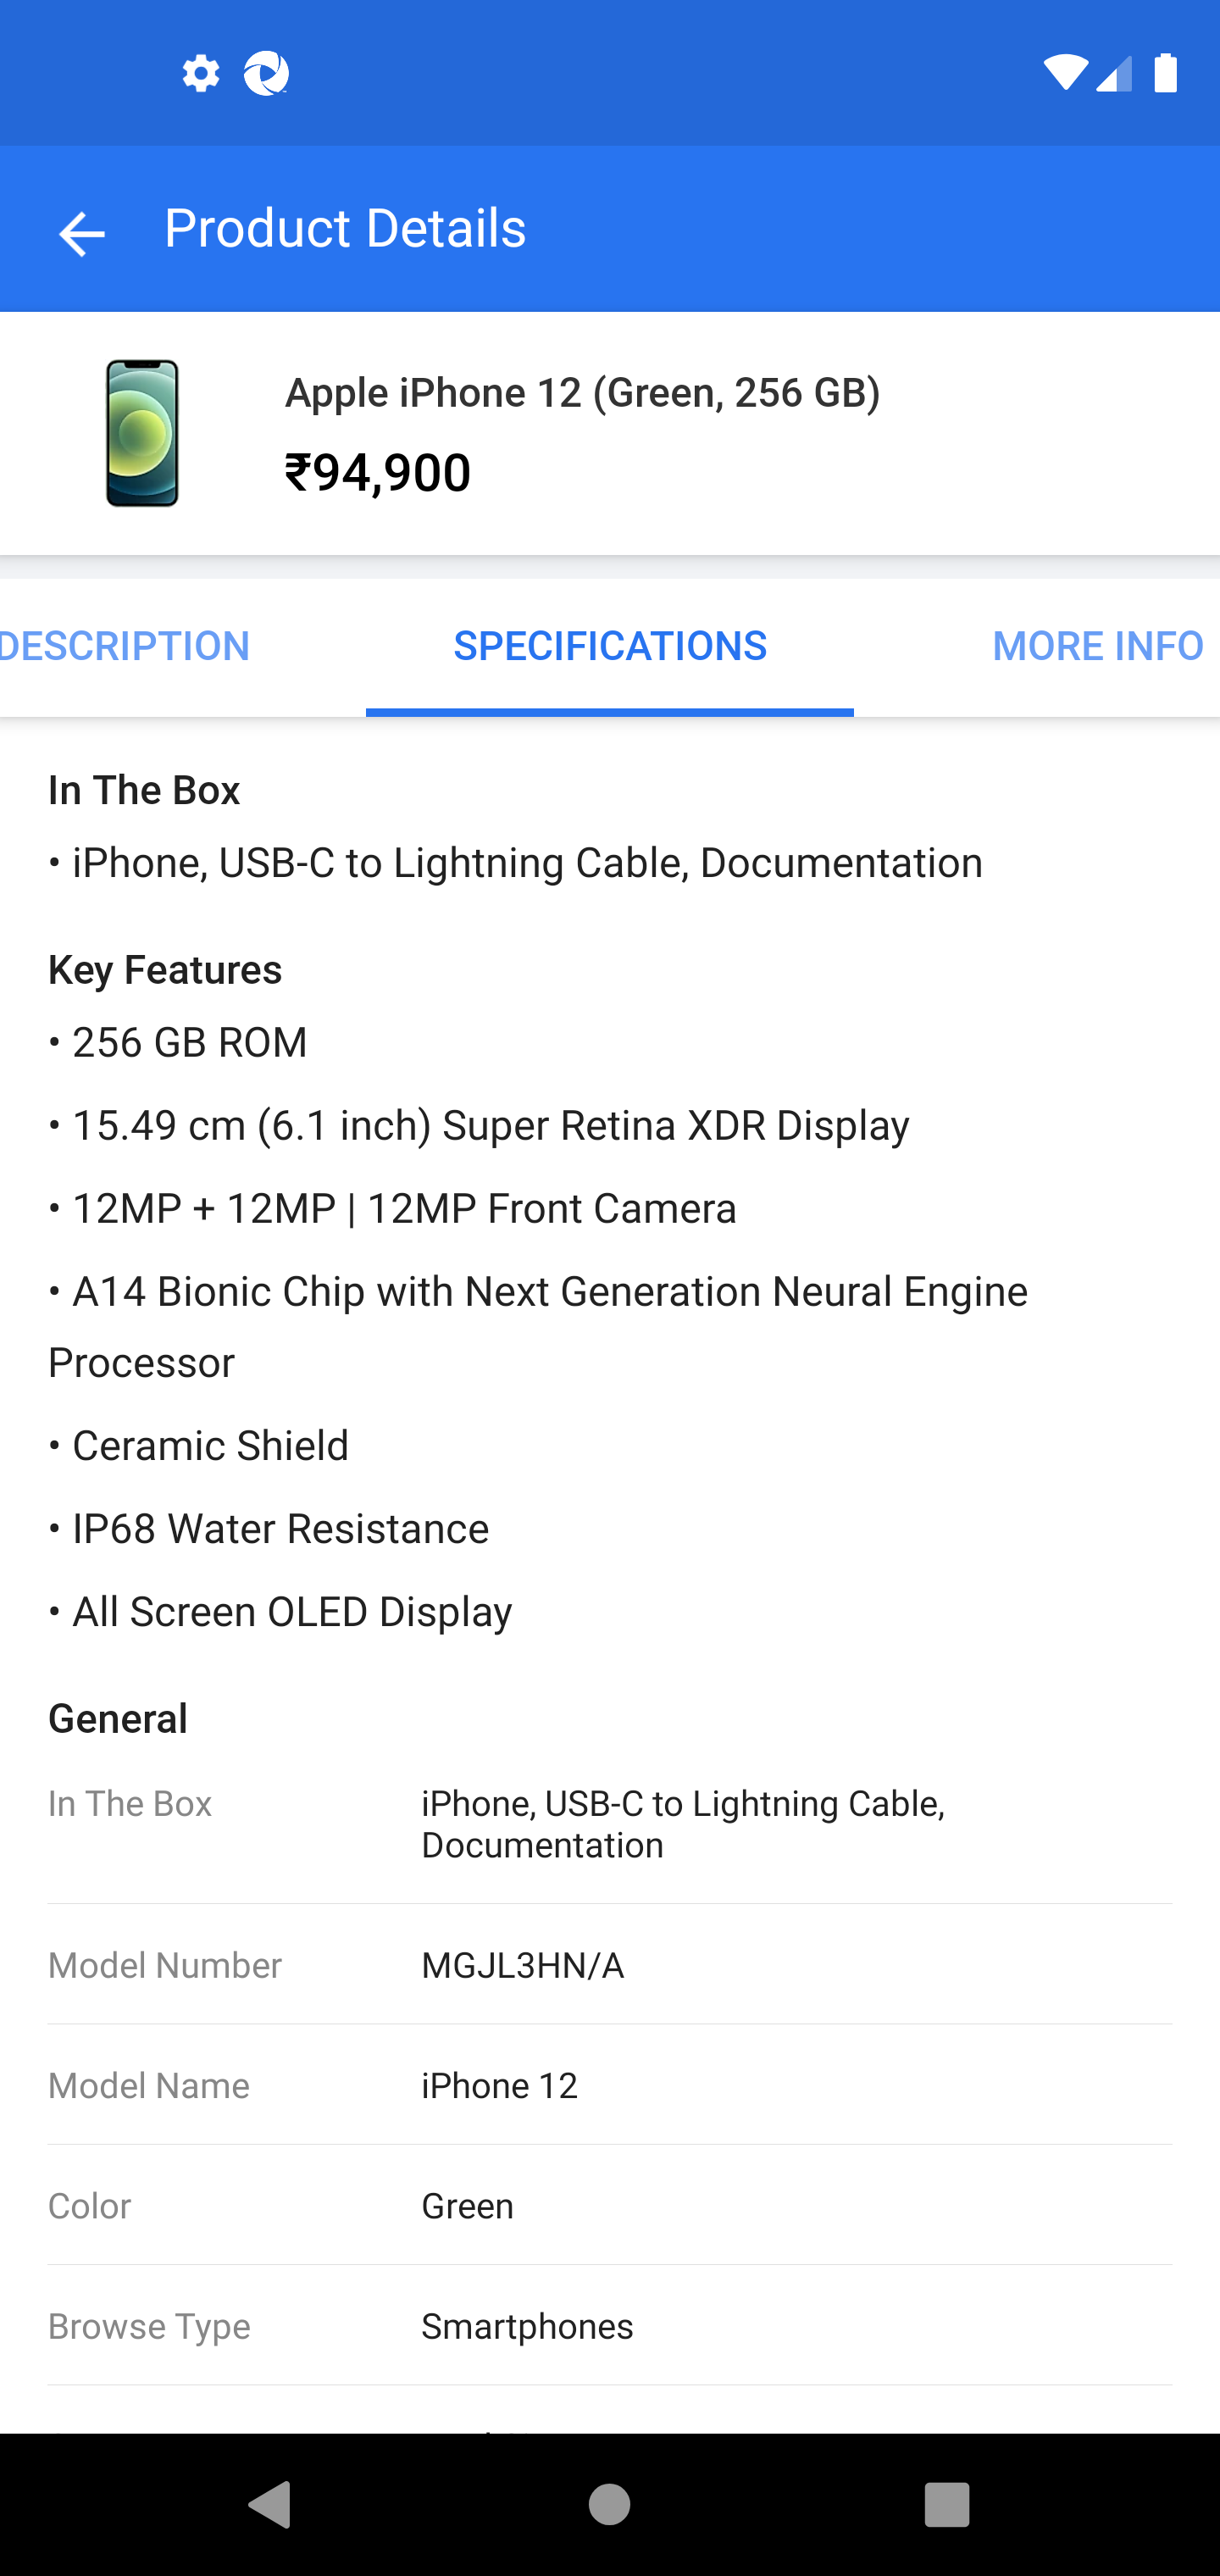 Product Details
Apple iPhone 12 (Green, 256 GB)
₹94,900
DESCRIPTION
SPECIFICATIONS
MORE INFO
In The Box
• iPhone, USB-C to Lightning Cable, Documentation
Key Features
• 256 GB ROM
• 15.49 cm (6.1 inch) Super Retina XDR Display
• 12MP + 12MP | 12MP Front Camera
• A14 Bionic Chip with Next Generation Neural Engine
Processor
• Ceramic Shield
• IP68 Water Resistance
• All Screen OLED Display
General
In The Box
iPhone, USB-C to Lightning Cable,
Documentation
Model Number
MGJL3HN/A
Model Name
iPhone 12
Color
Green
Browse Type
Smartphones